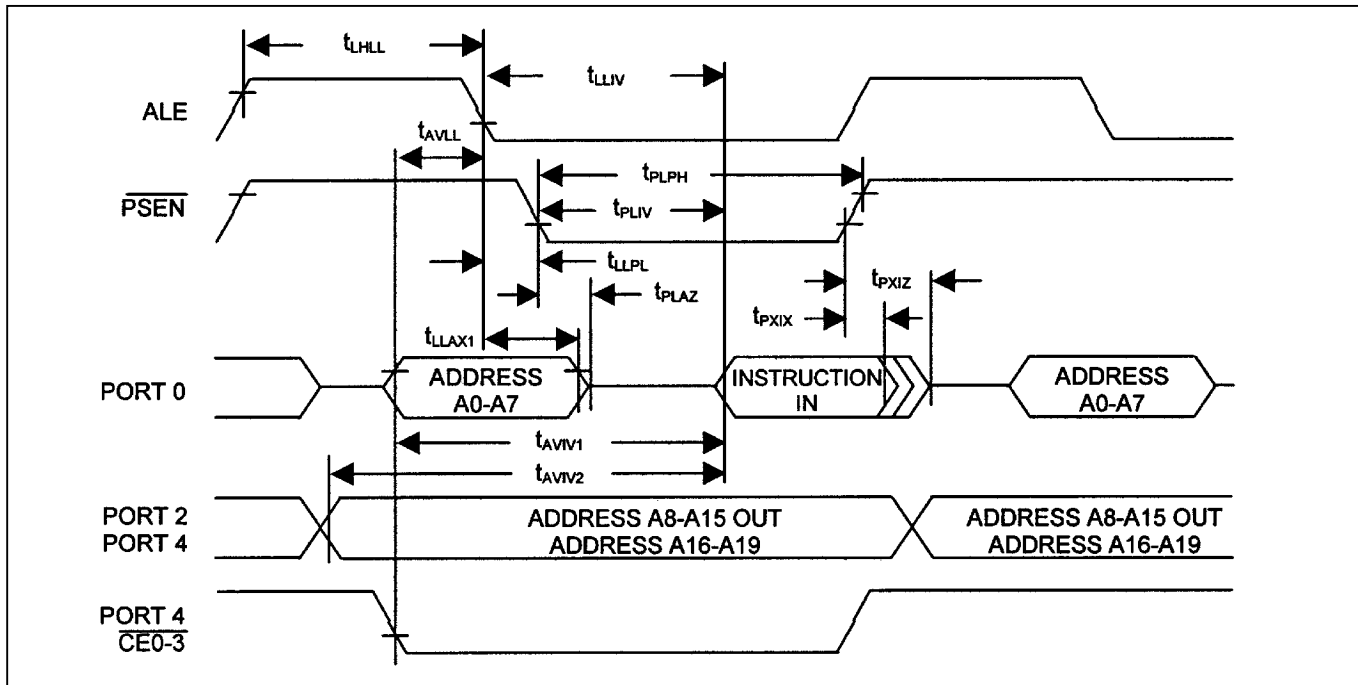 tLHLL
tLLIV
ALE
tAVLL
tPLPH
PSEN
tPLIV
tLLPL
tPXIZ
tPLAZ
tPXIX
tLLAX1
PORT 0
ADDRESS
A0-A7
INSTRUCTION
IN
ADDRESS
A0-A7
tAVIV1
tAVIV2
PORT 2
PORT 4
ADDRESS A8-A15 OUT
ADDRESS A16-A19
ADDRESS A8-A15 OUT
ADDRESS A16-A19
PORT 4
CE0-3